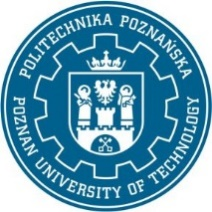 POLITECHNIKA POZNAŃSKA
POZNAN UNIVERSITY OF TECHNOLOGY